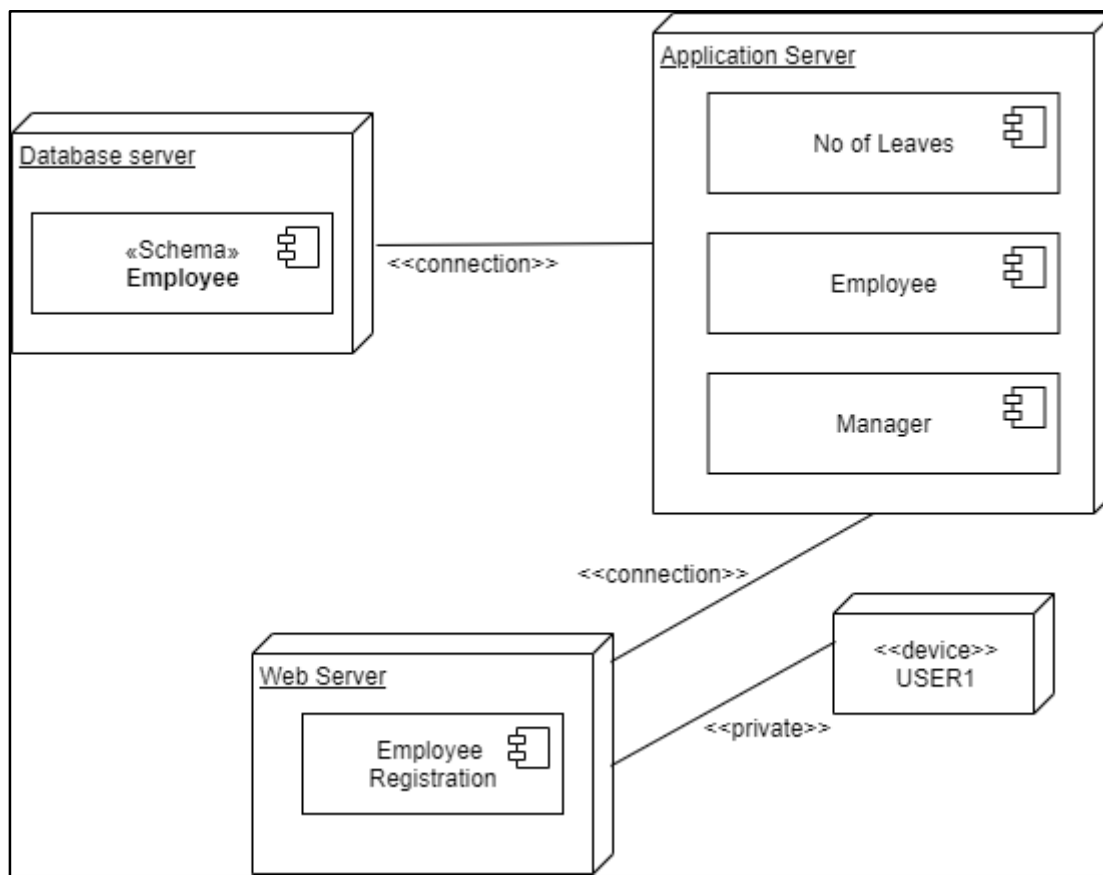 Application Server
No of Leaves
Employee
Manager
Database server
«Schema»
Employee
<<connection>>
<<connection>>
Web Server
Employee
Registration
<<device>>
USER1
<<private>>